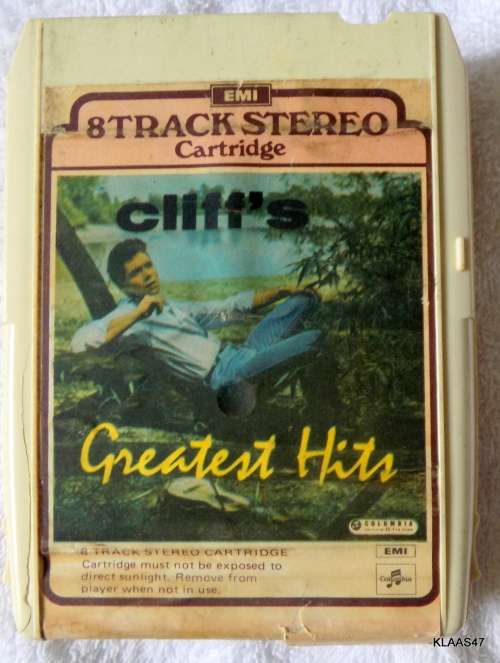 EMI
8 TRACK STEREO
Cartridge
cliff's
Greatest Hits
COLUMBIA
8 TRACK STEREO CARTRIDGE
EMI
Cartridge must not be exposed to
direct sunlight. Remove from
player when not in use.
Columbia
KLAAS47